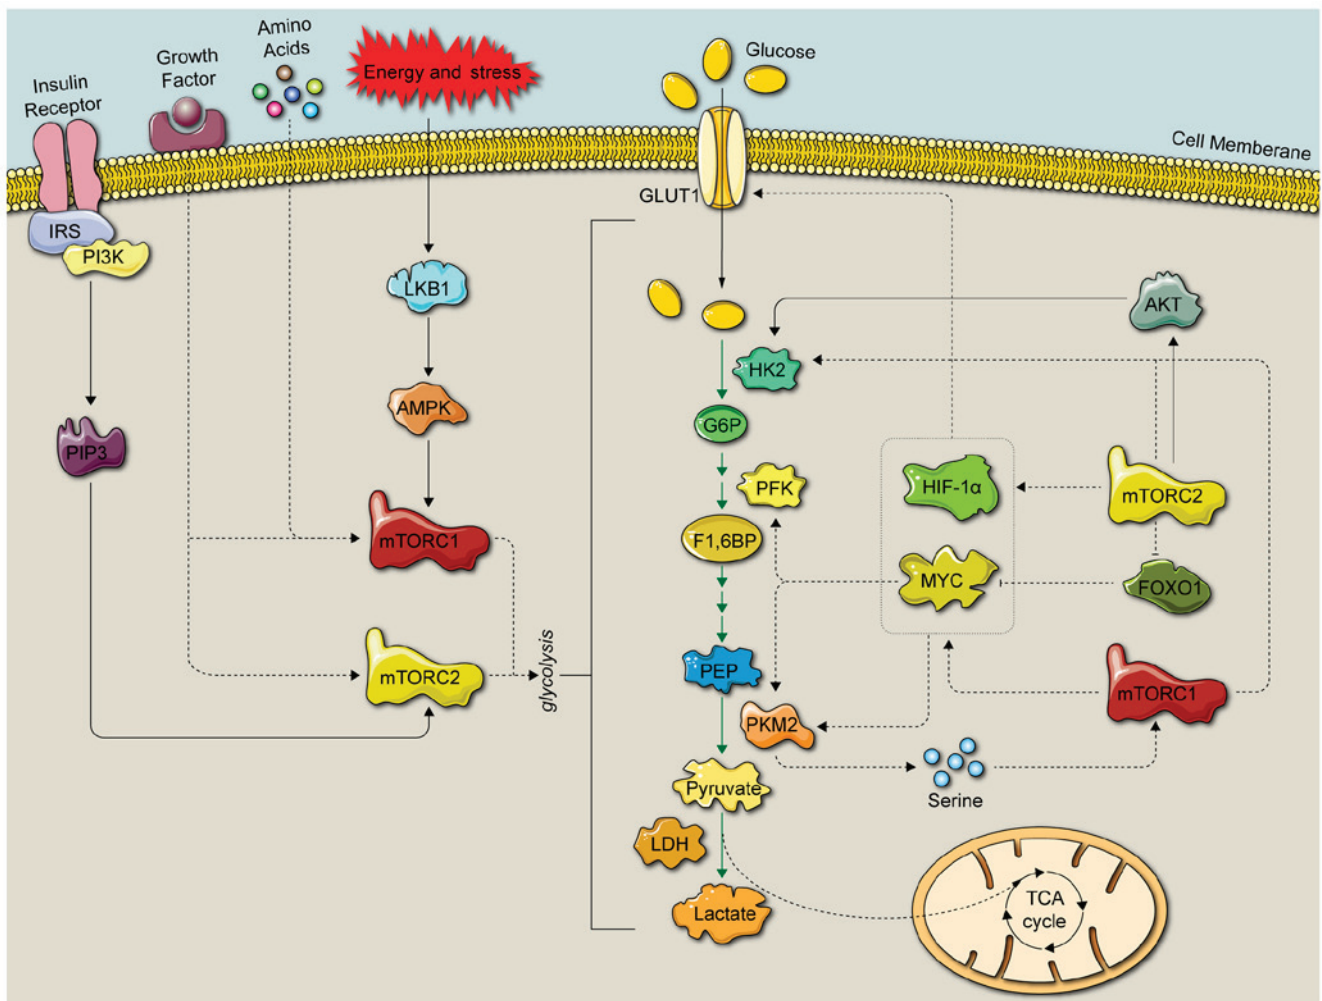 Insulin
Receptor
Growth
Factor
Amino
Acids
Energy and stress
Glucose
Cell Memberane
GLUT1
IRS
PI3K
LKB1
AMPK
PIP3
mTORC1
mTORC2
glycolysis
HK2
G6P
PFK
F1,6BP
PEP
PKM2
Pyruvate
LDH
Lactate
AKT
HIF-1α
mTORC2
MYC
FOXO1
mTORC1
Serine
TCA
cycle